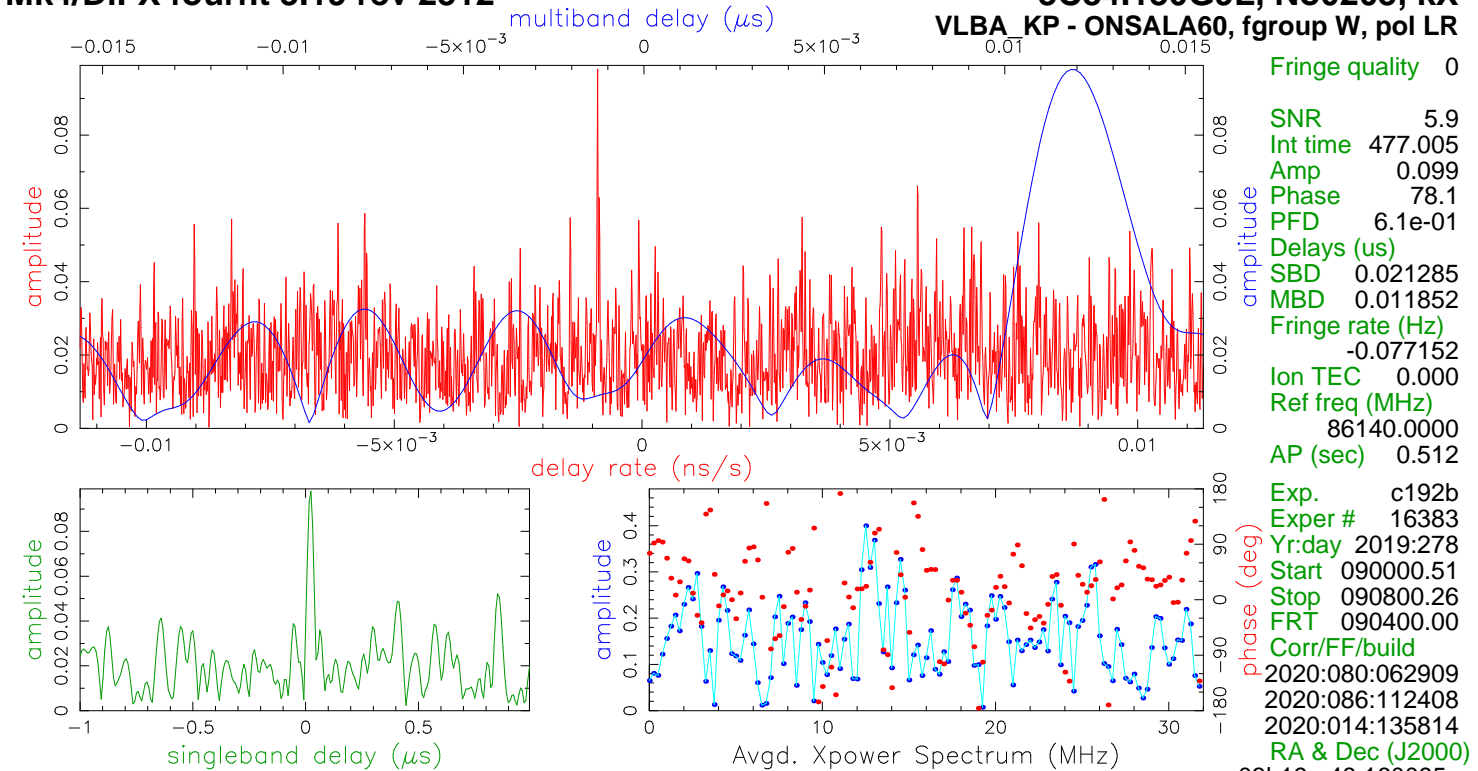 multiband delay (μs)
VLBA_KP - ONSALA60, fgroup W, pol LR
−0.015 −0.01 −5×10⁻³ 0 5×10⁻³ 0.01 0.015
amplitude
0 0.02 0.04 0.06 0.08
0 0.02 0.04 0.06 0.08
amplitude
−0.01 −5×10⁻³ 0 5×10⁻³ 0.01
delay rate (ns/s)
Fringe quality 0
SNR 5.9
Int time 477.005
Amp 0.099
Phase 78.1
PFD 6.1e-01
Delays (us)
SBD 0.021285
MBD 0.011852
Fringe rate (Hz)
-0.077152
Ion TEC 0.000
Ref freq (MHz)
86140.0000
AP (sec) 0.512
Exp. c192b
Exper # 16383
Yr:day 2019:278
Start 090000.51
Stop 090800.26
FRT 090400.00
Corr/FF/build
2020:080:062909
2020:086:112408
2020:014:135814
RA & Dec (J2000)
amplitude
0 0.02 0.04 0.06 0.08
−1 −0.5 0 0.5
singleband delay (μs)
amplitude
0 0.1 0.2 0.3 0.4
0 10 20 30
Avgd. Xpower Spectrum (MHz)
−180 −90 0 90 180
phase (deg)